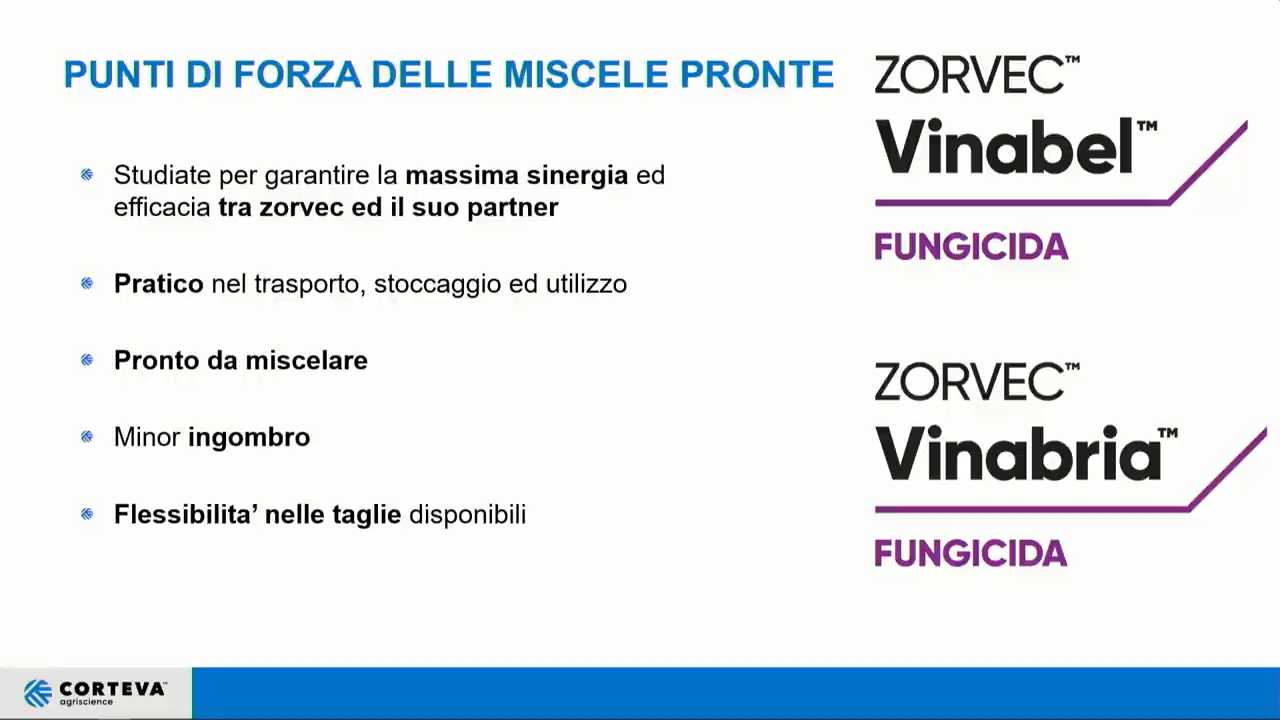 PUNTI DI FORZA DELLE MISCELE PRONTE
Studiate per garantire la massima sinergia ed
efficacia tra zorvec ed il suo partner
Pratico nel trasporto, stoccaggio ed utilizzo
Pronto da miscelare
Minor ingombro
Flessibilita’ nelle taglie disponibili
ZORVEC™
Vinabel™
FUNGICIDA
ZORVEC™
Vinabria™
FUNGICIDA
CORTEVA™
agriscience